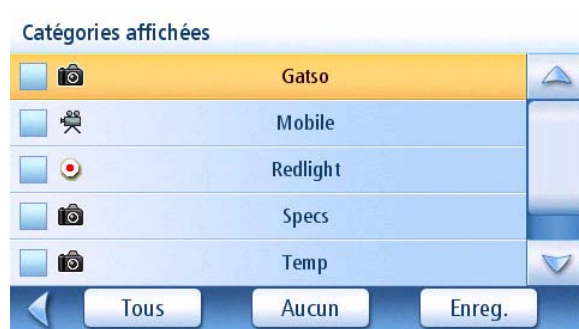 Catégories affichées
Gatso
Mobile
Redlight
Specs
Temp
Tous Aucun Enreg.